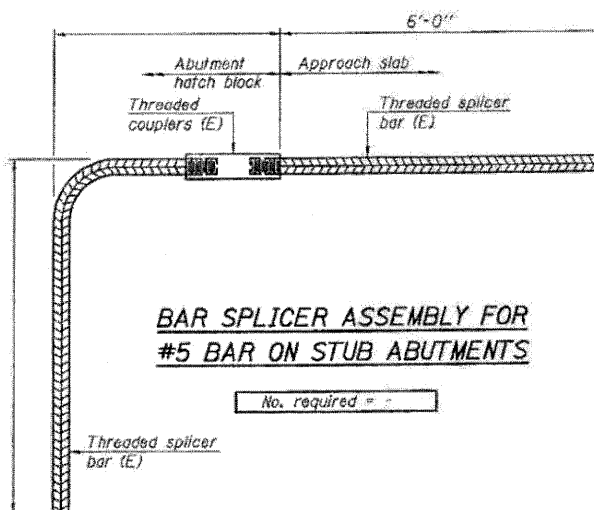 6'-0"
Abutment
hatch block
Approach slab
Threaded
couplers (E)
Threaded splicer
bar (E)
BAR SPLICER ASSEMBLY FOR
#5 BAR ON STUB ABUTMENTS
No. required = -
Threaded splicer
bar (E)